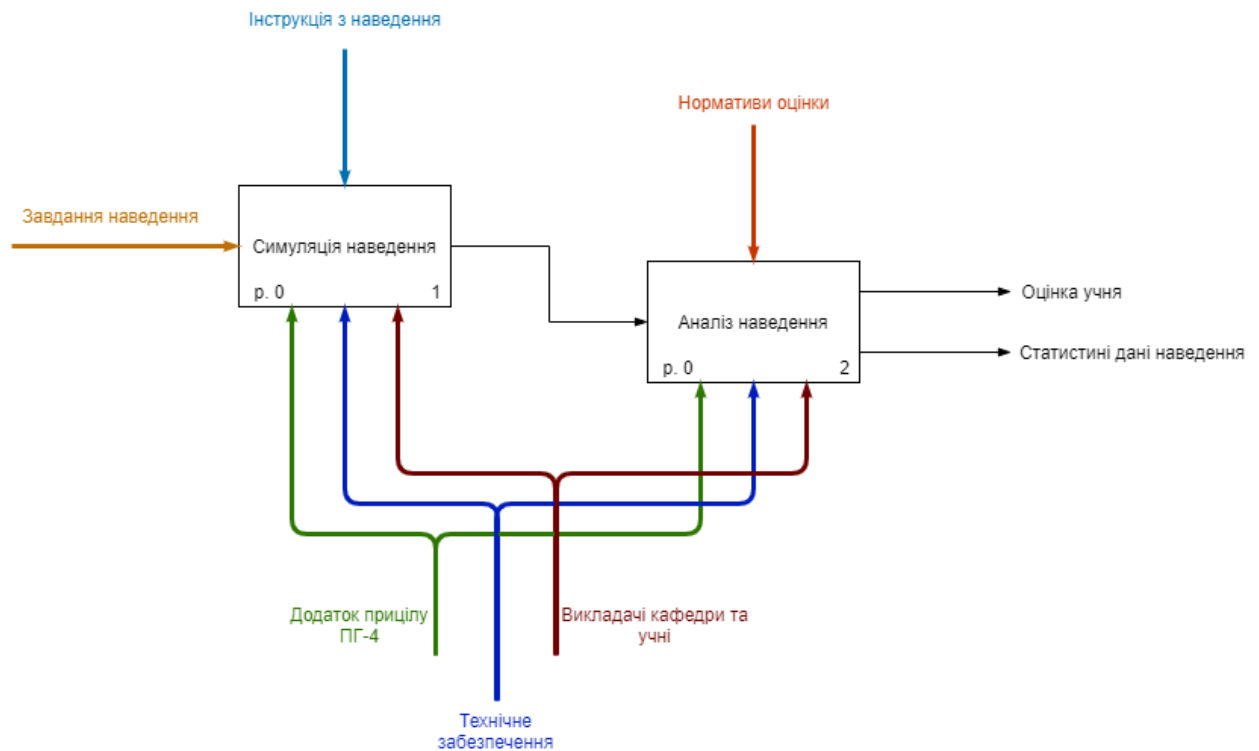 Інструкція з наведення
Нормативи оцінки
Завдання наведення
Симуляція наведення
р. 0
1
Аналіз наведення
р. 0
2
Оцінка учня
Статистині дані наведення
Додаток прицілу
ПГ-4
Викладачі кафедри та
учні
Технічне
забезпечення